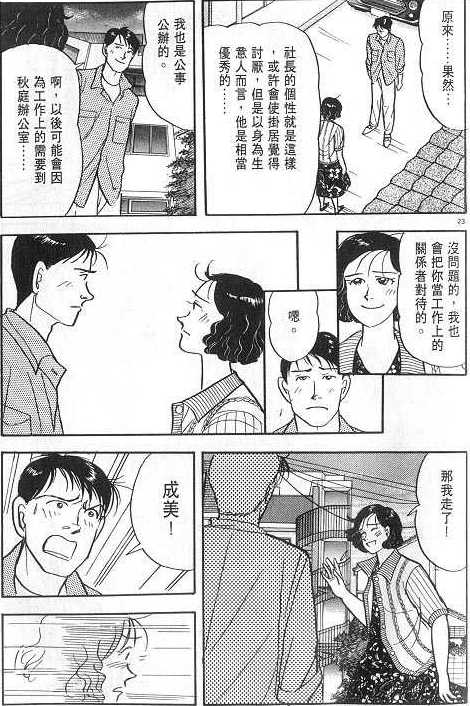 原來……果然…
社長的個性就是這樣
，或許會使掛居覺得
討厭，但是以身為生
意人而言，他是相當
優秀的……
我也是公事
公辦的。
啊，以後可能會因
為工作上的需要到
秋庭辦公室……
23
沒問題的，我也
會把你當工作上的
關係者對待的。
嗯。
那我走了！
成美！